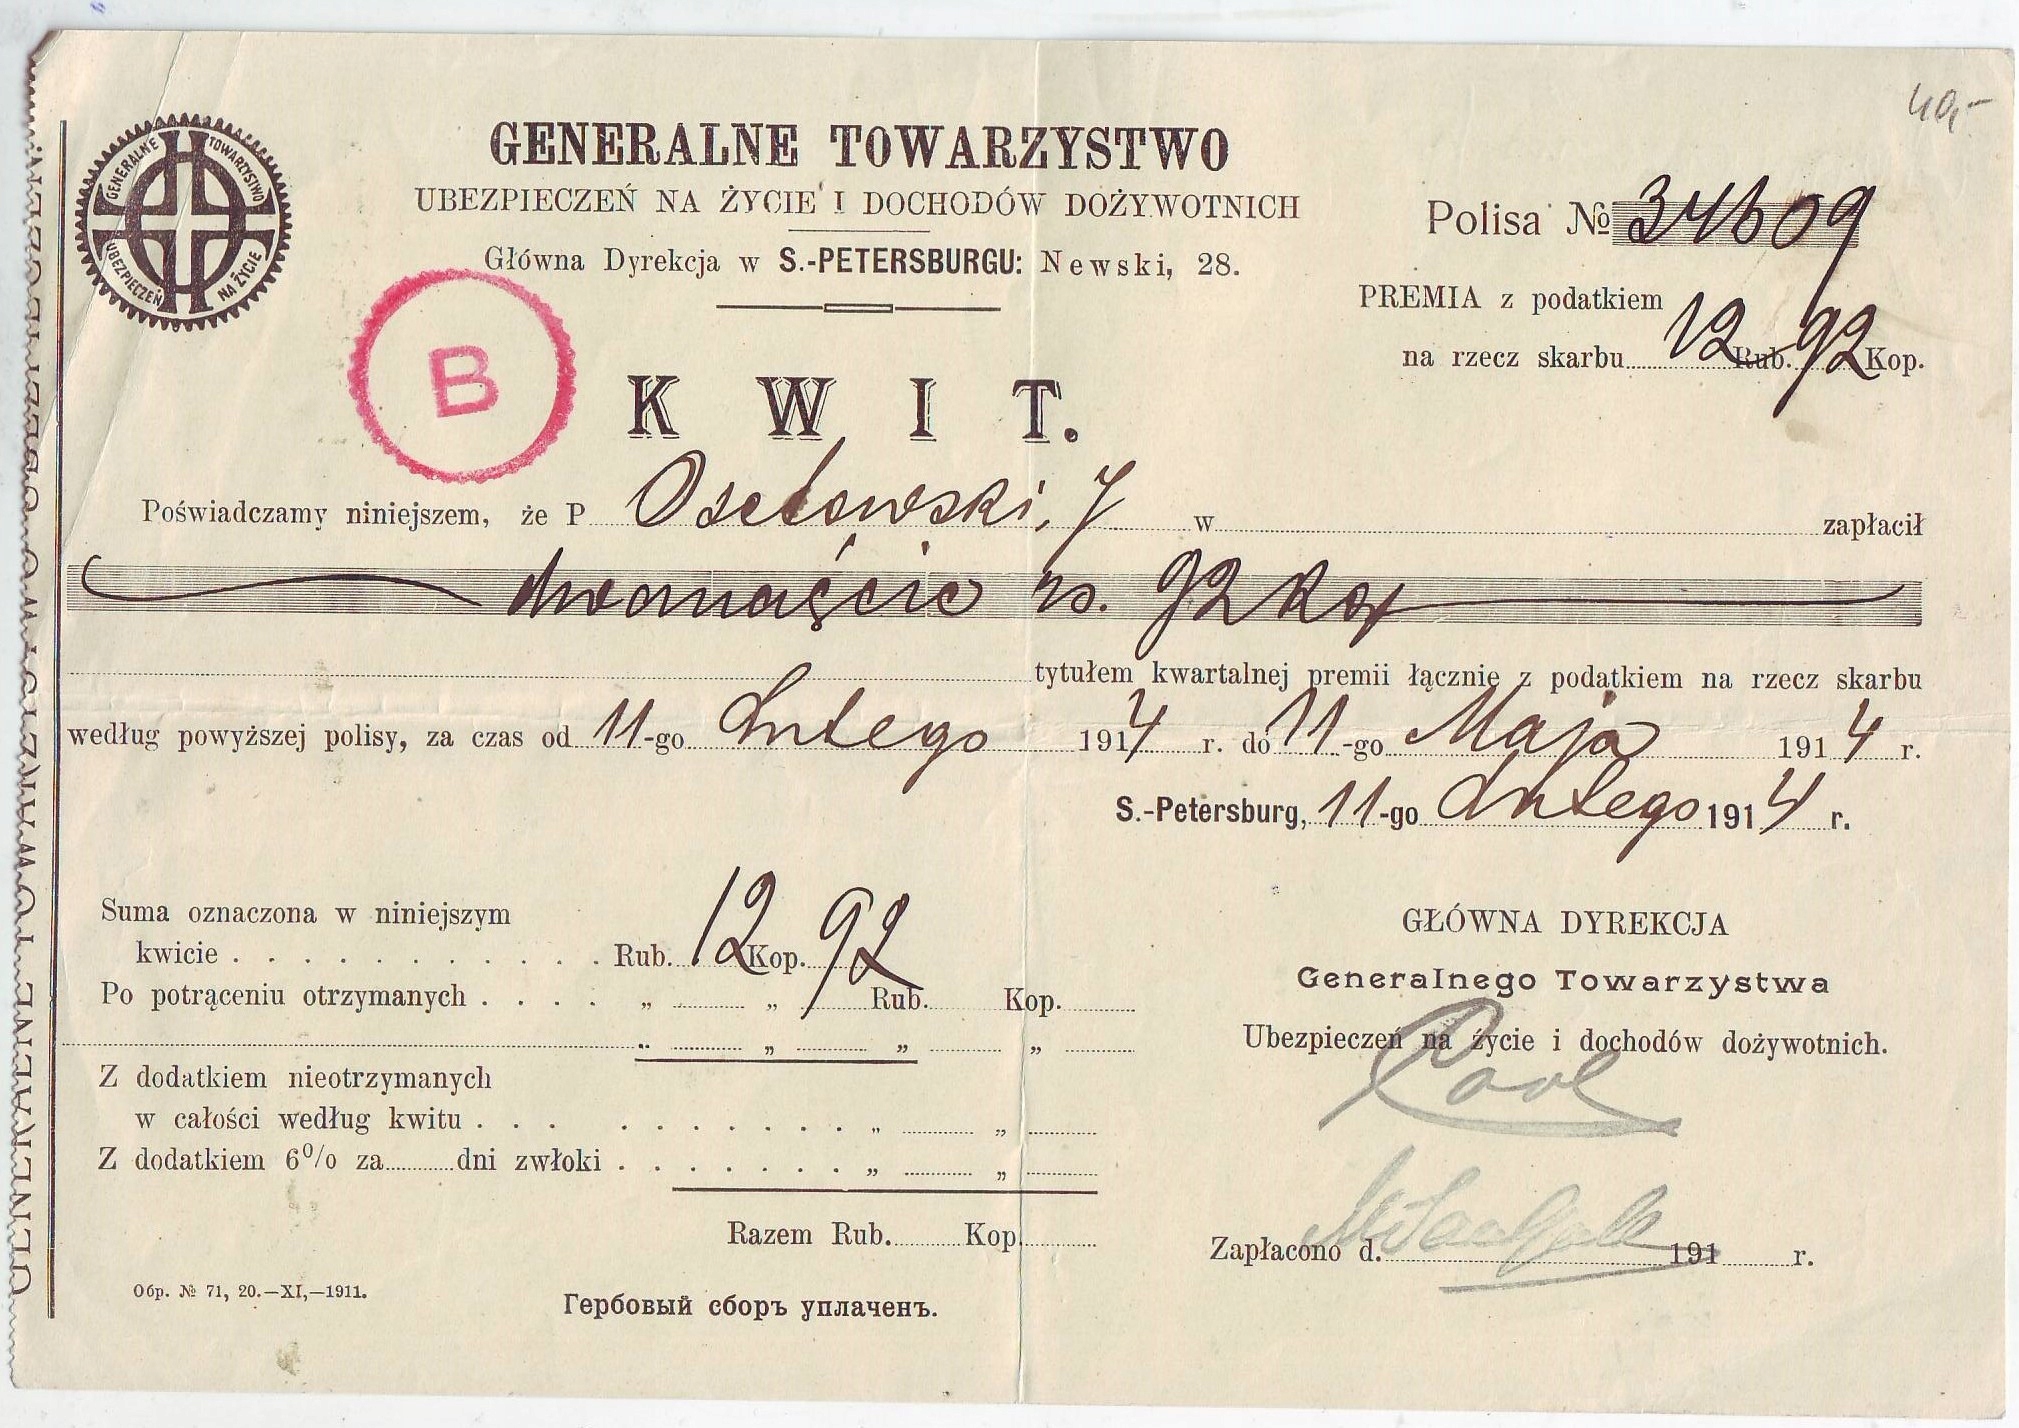 40,-
GENERALNE TOWARZYSTWO
UBEZPIECZEŃ NA ŻYCIE I DOCHODÓW DOŻYWOTNICH
Główna Dyrekcja w S.-PETERSBURGU: Newski, 28.
GENERALNE TOWARZYSTWO UBEZPIECZEŃ NA ŻYCIE
Polisa № 34609
PREMIA z podatkiem
na rzecz skarbu 12 Rub. 92 Kop.
B
KWIT.
Poświadczamy niniejszem, że P. Osetowski, J w zapłacił
dwanaście rs. 92 kop
tytułem kwartalnej premii łącznie z podatkiem na rzecz skarbu
według powyższej polisy, za czas od 11-go Lutego 1914 r. do 11-go Maja 1914 r.
S.-Petersburg, 11-go Lutego 1914 r.
Suma oznaczona w niniejszym
kwicie . . . . . . . . . . . Rub. 12 Kop. 92
Po potrąceniu otrzymanych . . . . „ „ Rub. Kop.
„ „ „ „
Z dodatkiem nieotrzymanych
w całości według kwitu . . . . . . . . . . „ „
Z dodatkiem 6% za dni zwłoki . . . . . . . „ „
Razem Rub. Kop.
GŁÓWNA DYREKCJA
Generalnego Towarzystwa
Ubezpieczeń na życie i dochodów dożywotnich.
Zapłacono d. 191 r.
Обр. № 71, 20.—XI,—1911.
Гербовый сборъ уплаченъ.